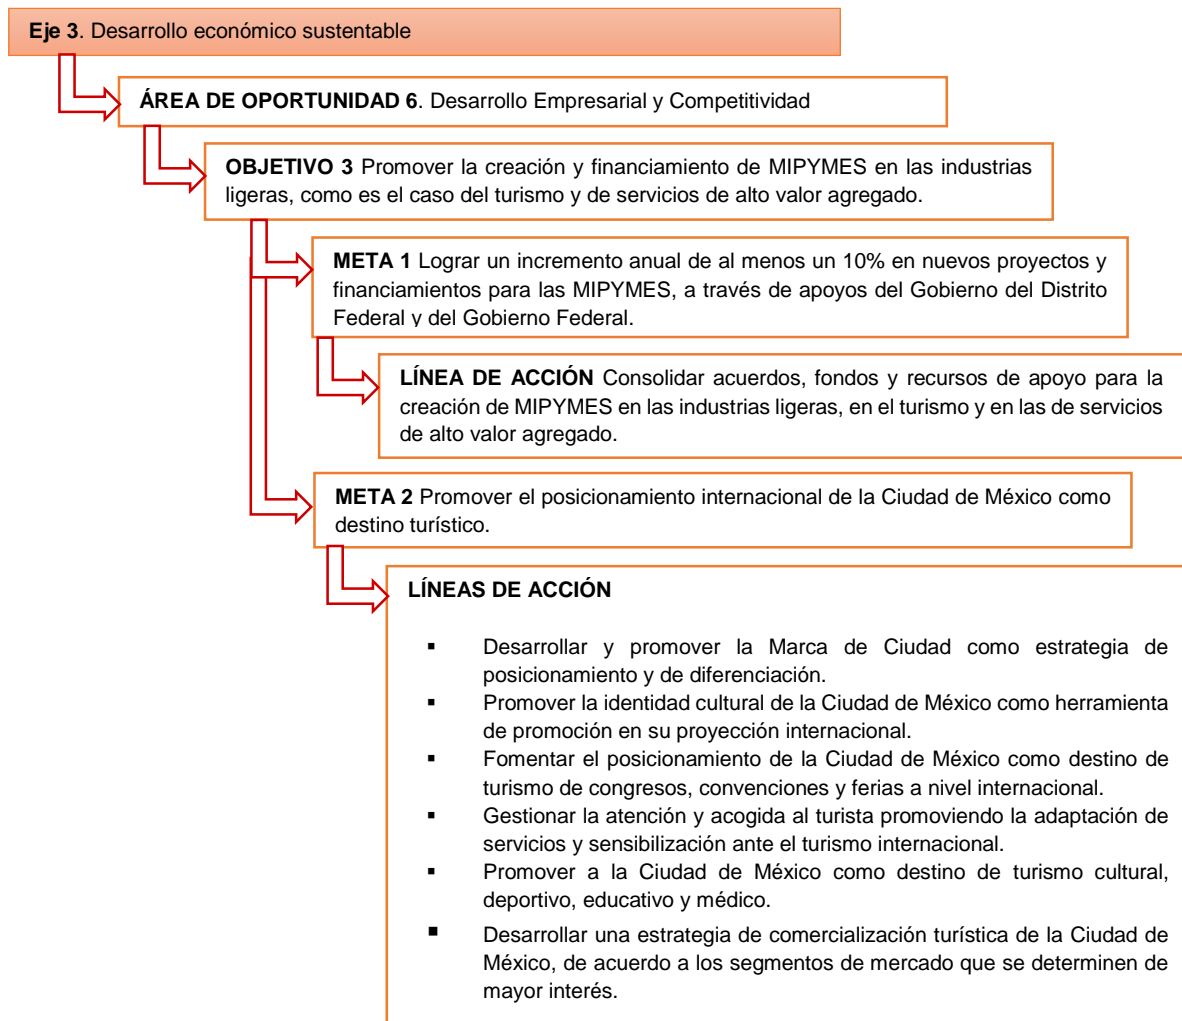 Eje 3. Desarrollo económico sustentable
ÁREA DE OPORTUNIDAD 6. Desarrollo Empresarial y Competitividad
OBJETIVO 3 Promover la creación y financiamiento de MIPYMES en las industrias
ligeras, como es el caso del turismo y de servicios de alto valor agregado.
META 1 Lograr un incremento anual de al menos un 10% en nuevos proyectos y
financiamientos para las MIPYMES, a través de apoyos del Gobierno del Distrito
Federal y del Gobierno Federal.
LÍNEA DE ACCIÓN Consolidar acuerdos, fondos y recursos de apoyo para la
creación de MIPYMES en las industrias ligeras, en el turismo y en las de servicios
de alto valor agregado.
META 2 Promover el posicionamiento internacional de la Ciudad de México como
destino turístico.
LÍNEAS DE ACCIÓN
▪ Desarrollar y promover la Marca de Ciudad como estrategia de
posicionamiento y de diferenciación.
▪ Promover la identidad cultural de la Ciudad de México como herramienta
de promoción en su proyección internacional.
▪ Fomentar el posicionamiento de la Ciudad de México como destino de
turismo de congresos, convenciones y ferias a nivel internacional.
▪ Gestionar la atención y acogida al turista promoviendo la adaptación de
servicios y sensibilización ante el turismo internacional.
▪ Promover a la Ciudad de México como destino de turismo cultural,
deportivo, educativo y médico.
▪ Desarrollar una estrategia de comercialización turística de la Ciudad de
México, de acuerdo a los segmentos de mercado que se determinen de
mayor interés.